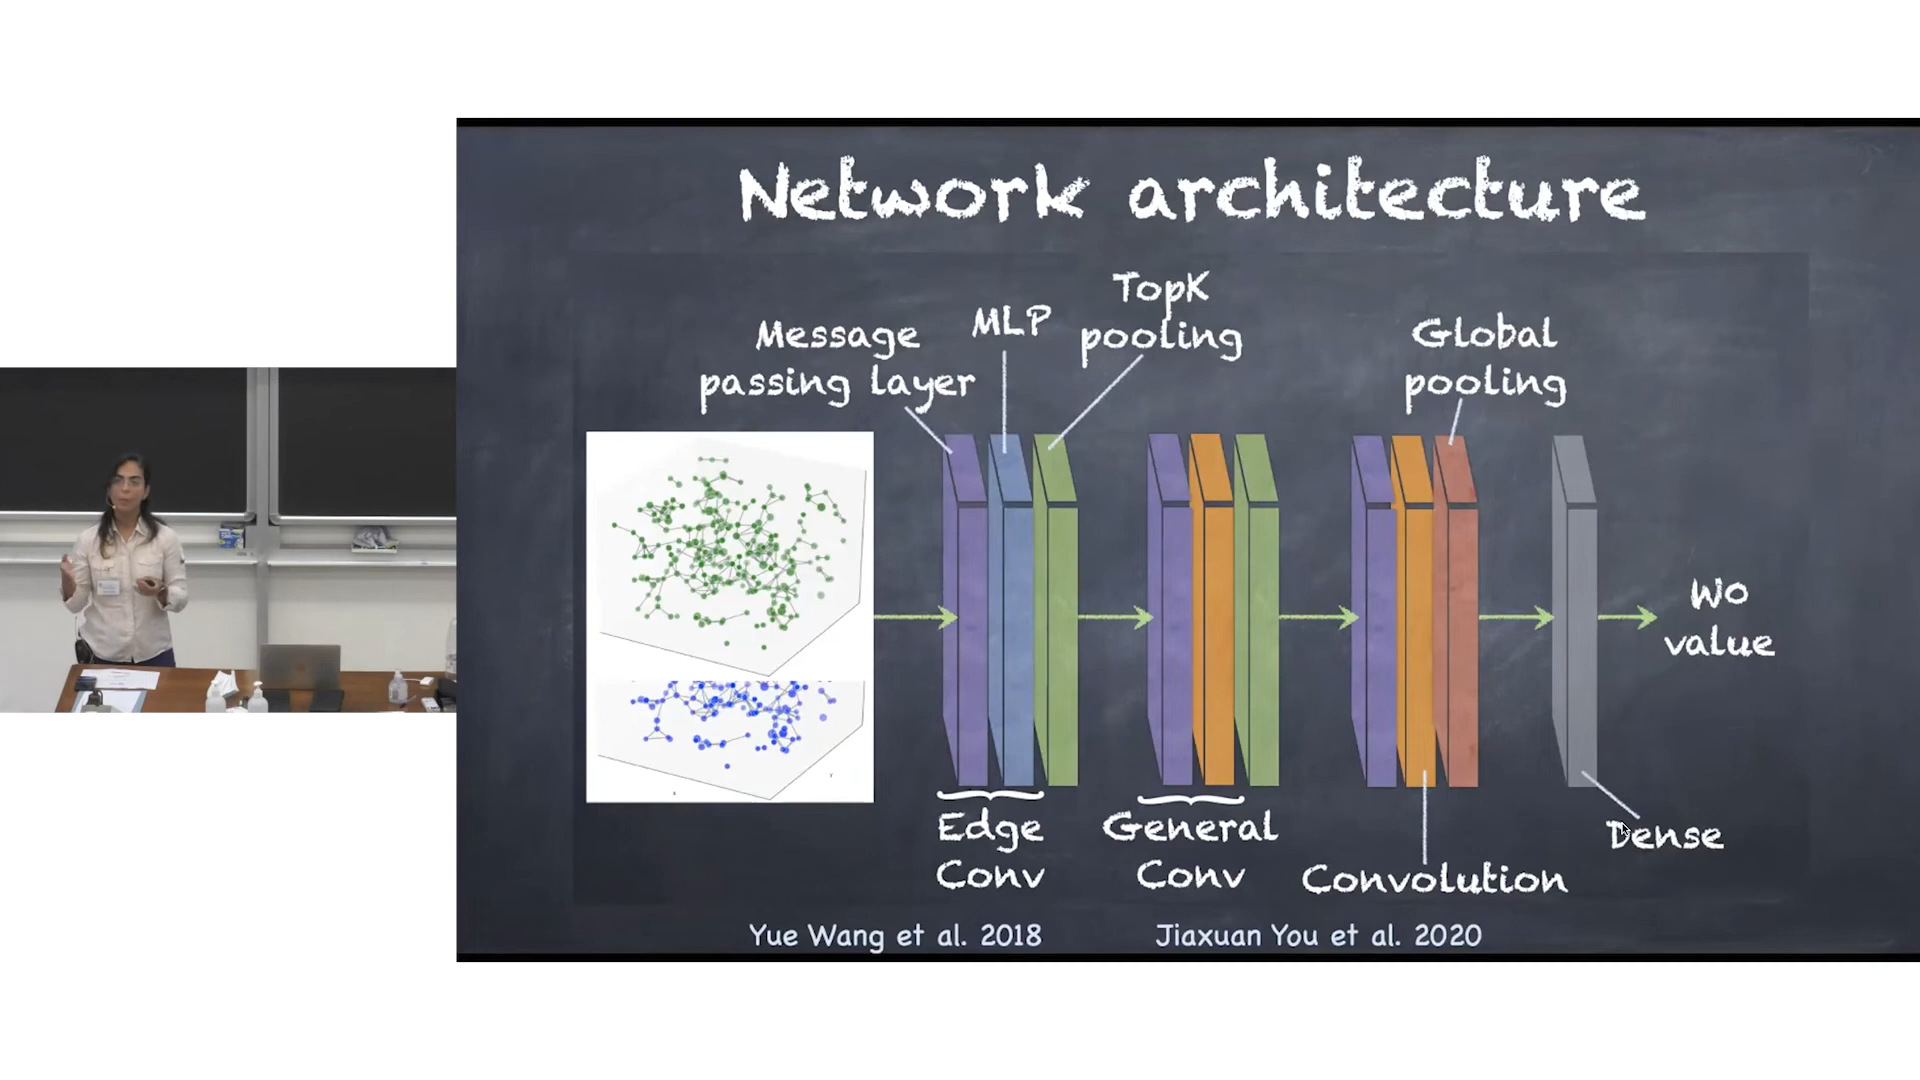 Network architecture
Message
passing layer
MLP
TopK
pooling
Global
pooling
Edge
Conv
General
Conv
Convolution
Dense
Wo
value
Yue Wang et al. 2018
Jiaxuan You et al. 2020